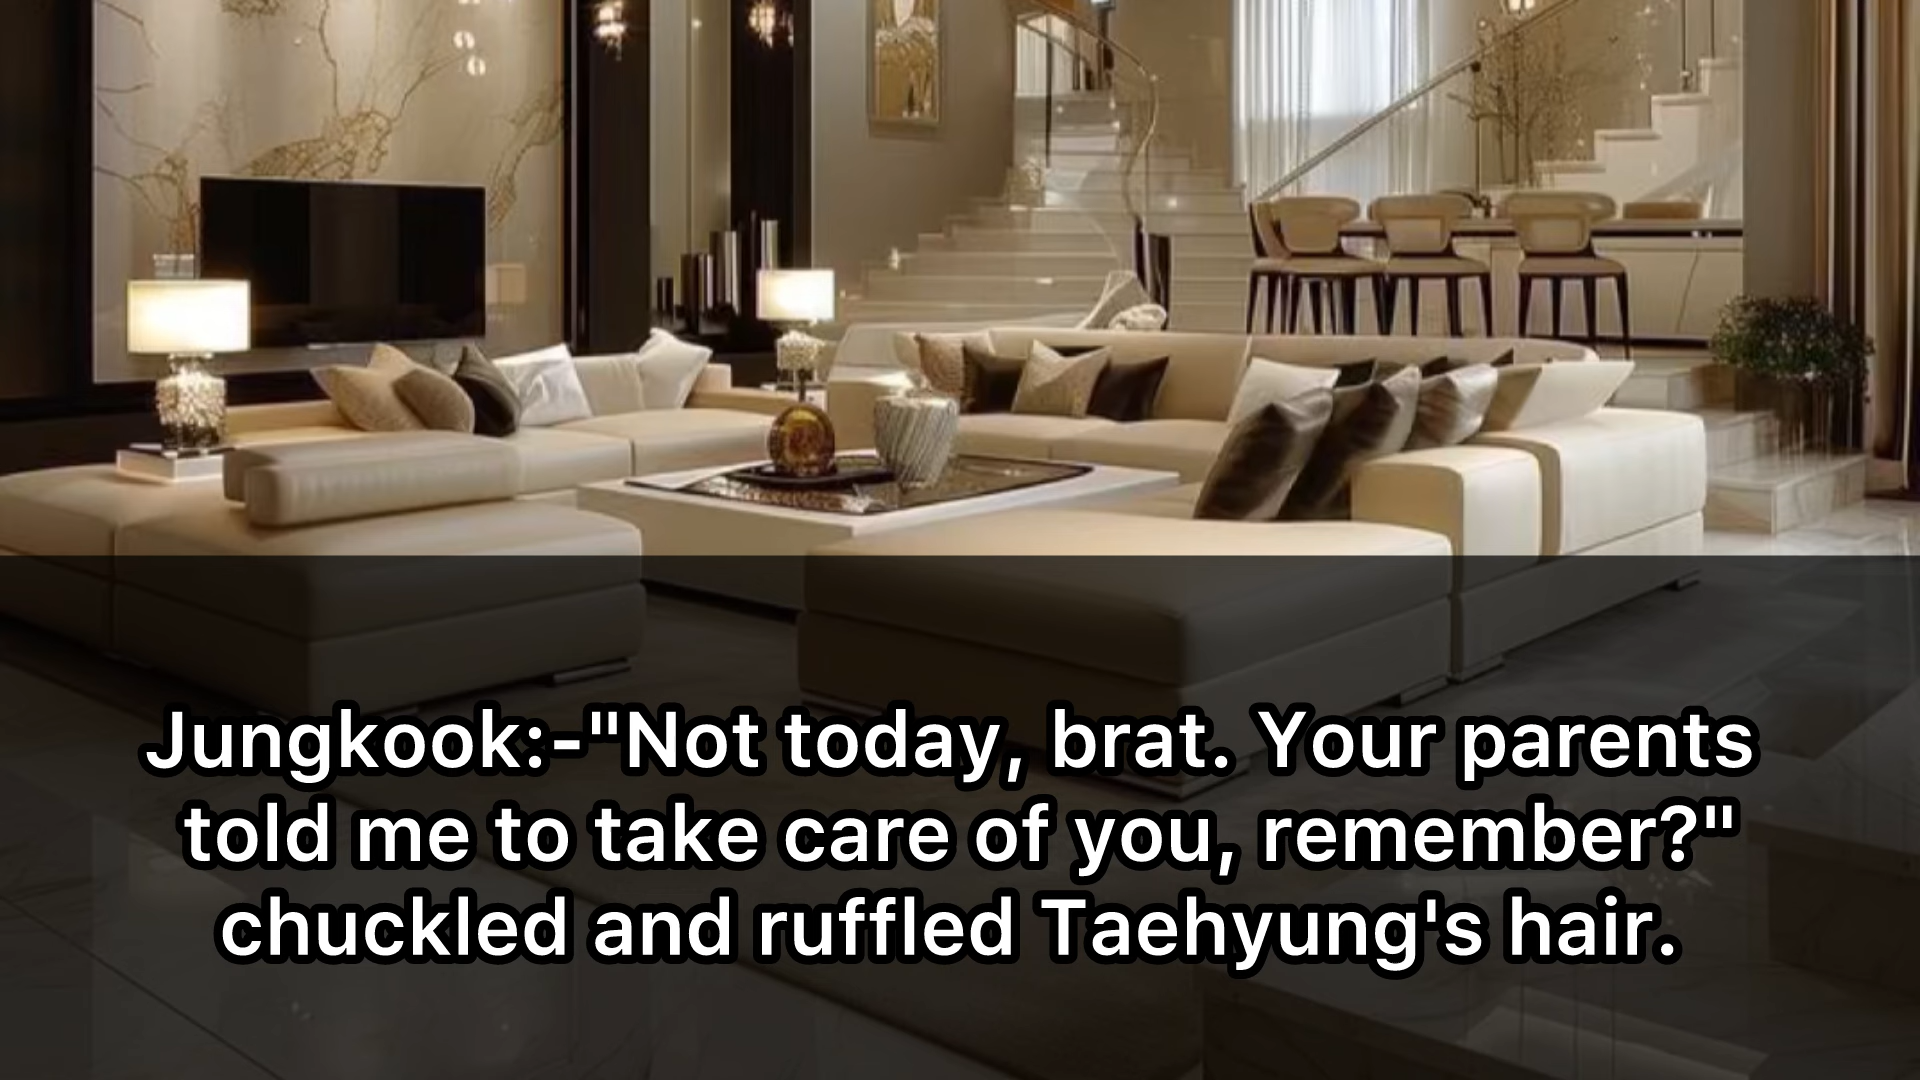 Jungkook:-"Not today, brat. Your parents
told me to take care of you, remember?"
chuckled and ruffled Taehyung's hair.